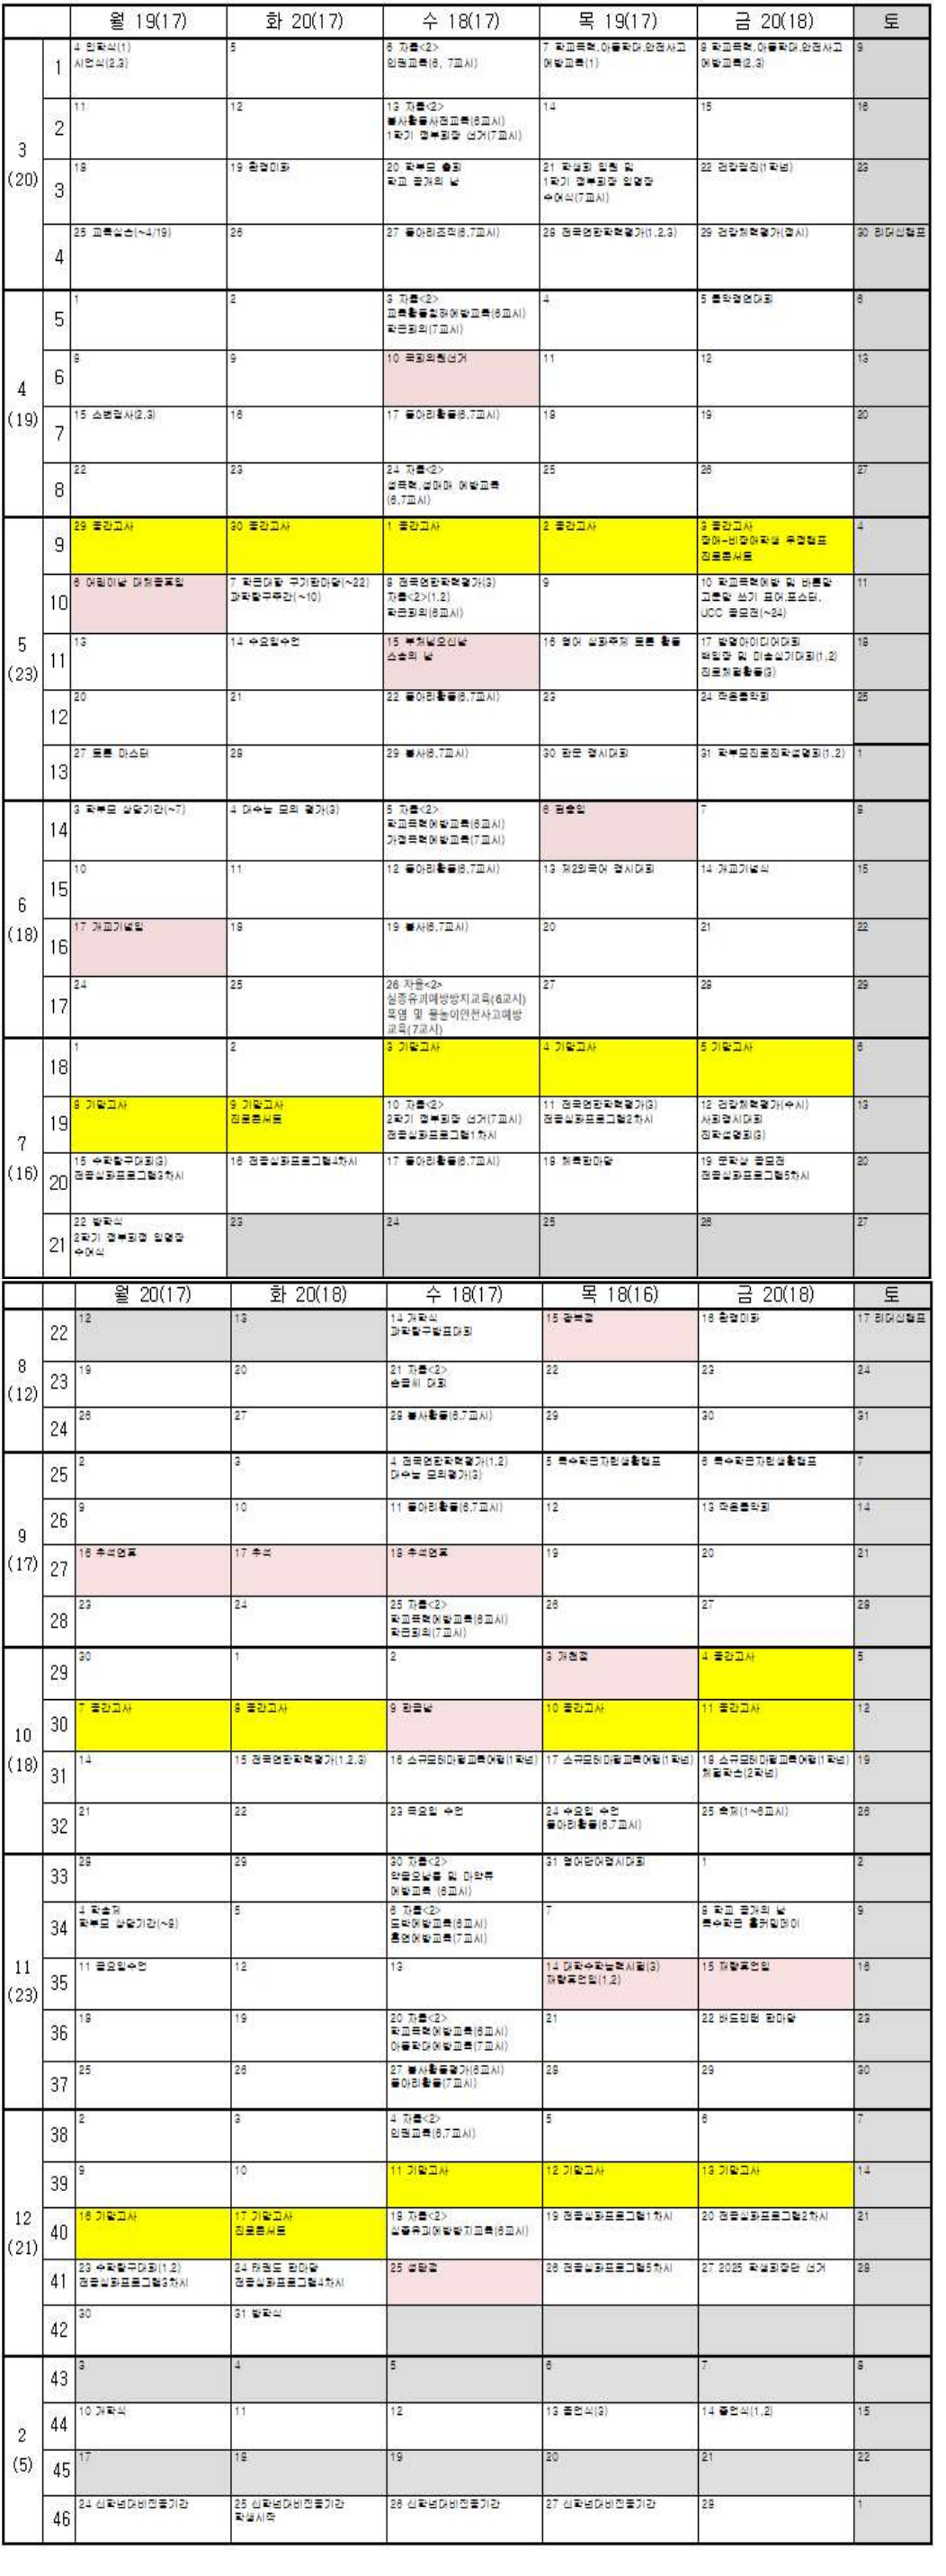 월 19(17) 화 20(17) 수 18(17) 목 19(17) 금 20(18) 토
3
(20)
1
4 입학식(1)
시업식(2,3)
5
6 자율<2>
인권교육(6, 7교시)
7 학교폭력,아동학대,안전사고
예방교육(1)
8 학교폭력,아동학대,안전사고
예방교육(2,3)
9
2
11
12
13 자율<2>
봉사활동사전교육(6교시)
1학기 정부회장 선거(7교시)
14
15
16
3
18
19 환경미화
20 학부모 총회
학교 공개의 날
21 학생회 임원 및
1학기 정부회장 임명장
수여식(7교시)
22 건강검진(1학년)
23
4
25 교육실습(~4/19)
26
27 동아리조직(6,7교시)
28 전국연합학력평가(1,2,3)
29 건강체력평가(정시)
30 리더십캠프
4
(19)
5
1
2
3 자율<2>
교육활동침해예방교육(6교시)
학급회의(7교시)
4
5 통약경연대회
6
6
8
9
10 국회의원선거
11
12
13
7
15 소변검사(2,3)
16
17 동아리활동(6,7교시)
18
19
20
8
22
23
24 자율<2>
성폭력,성매매 예방교육
(6,7교시)
25
26
27
5
(23)
9
29 중간고사
30 중간고사
1 중간고사
2 중간고사
3 중간고사
장애-비장애학생 우정캠프
진로콘서트
4
10
6 어린이날 대체공휴일
7 학급대항 구기한마당(~22)
과학탐구주간(~10)
8 전국연합학력평가(3)
자율<2>(1,2)
학급회의(6교시)
9
10 학교폭력예방 및 바른말
고운말 쓰기 표어,포스터,
UCC 공모전(~24)
11
11
13
14 수요일수업
15 부처님오신날
스승의 날
16 영어 심화주제 토론 활동
17 발명아이디어대회
백일장 및 미술실기대회(1,2)
진로체험활동(3)
18
12
20
21
22 동아리활동(6,7교시)
23
24 작은음악회
25
13
27 토론 마스터
28
29 봉사(6,7교시)
30 한문 경시대회
31 학부모진로진학설명회(1,2)
1
6
(18)
14
3 학부모 상담기간(~7)
4 대수능 모의 평가(3)
5 자율<2>
학교폭력예방교육(6교시)
가정폭력예방교육(7교시)
6 현충일
7
8
15
10
11
12 동아리활동(6,7교시)
13 제2외국어 경시대회
14 개교기념식
15
16
17 개교기념일
18
19 봉사(6,7교시)
20
21
22
17
24
25
26 자율<2>
실종유괴예방방지교육(6교시)
폭염 및 물놀이안전사고예방
교육(7교시)
27
28
29
7
(16)
18
1
2
3 기말고사
4 기말고사
5 기말고사
6
19
8 기말고사
9 기말고사
진로콘서트
10 자율<2>
2학기 정부회장 선거(7교시)
전공심화프로그램1차시
11 전국연합학력평가(3)
전공심화프로그램2차시
12 건강체력평가(수시)
사회경시대회
진학설명회(3)
13
20
15 수학탐구대회(3)
전공심화프로그램3차시
16 전공심화프로그램4차시
17 동아리활동(6,7교시)
18 체육한마당
19 문학상 공모전
전공심화프로그램5차시
20
21
22 방학식
2학기 정부회장 임명장
수여식
23
24
25
26
27
월 20(17) 화 20(18) 수 18(17) 목 18(16) 금 20(18) 토
8
(12)
22
12
13
14 개학식
과학탐구발표대회
15 광복절
16 환경미화
17 리더십캠프
23
19
20
21 자율<2>
손글씨 대회
22
23
24
24
26
27
28 봉사활동(6,7교시)
29
30
31
9
(17)
25
2
3
4 전국연합학력평가(1,2)
대수능 모의평가(3)
5 특수학급자립생활캠프
6 특수학급자립생활캠프
7
26
9
10
11 동아리활동(6,7교시)
12
13 작은음악회
14
27
16 추석연휴
17 추석
18 추석연휴
19
20
21
28
23
24
25 자율<2>
학교폭력예방교육(6교시)
학급회의(7교시)
26
27
28
10
(18)
29
30
1
2
3 개천절
4 중간고사
5
30
7 중간고사
8 중간고사
9 한글날
10 중간고사
11 중간고사
12
31
14
15 전국연합학력평가(1,2,3)
16 소규모테마형교육여행(1학년)
17 소규모테마형교육여행(1학년)
18 소규모테마형교육여행(1학년)
체험학습(2학년)
19
32
21
22
23 목요일 수업
24 수요일 수업
동아리활동(6,7교시)
25 축제(1~6교시)
26
11
(23)
33
28
29
30 자율<2>
약물오남용 및 마약류
예방교육 (6교시)
31 영어단어경시대회
1
2
34
4 학술제
학부모 상담기간(~8)
5
6 자율<2>
도박예방교육(6교시)
흡연예방교육(7교시)
7
8 학교 공개의 날
특수학급 홈커밍데이
9
35
11 금요일수업
12
13
14 대학수학능력시험(3)
재량휴업일(1,2)
15 재량휴업일
16
36
18
19
20 자율<2>
학교폭력예방교육(6교시)
아동학대예방교육(7교시)
21
22 배드민턴 한마당
23
37
25
26
27 봉사활동평가(6교시)
동아리활동(7교시)
28
29
30
12
(21)
38
2
3
4 자율<2>
인권교육(6,7교시)
5
6
7
39
9
10
11 기말고사
12 기말고사
13 기말고사
14
40
16 기말고사
17 기말고사
진로콘서트
18 자율<2>
실종유괴예방방지교육(6교시)
19 전공심화프로그램1차시
20 전공심화프로그램2차시
21
41
23 수학탐구대회(1,2)
전공심화프로그램3차시
24 태권도 한마당
전공심화프로그램4차시
25 성탄절
26 전공심화프로그램5차시
27 2025 학생회장단 선거
28
42
30
31 방학식
2
(5)
43
3
4
5
6
7
8
44
10 개학식
11
12
13 졸업식(3)
14 종업식(1,2)
15
45
17
18
19
20
21
22
46
24 신학년대비집중기간
25 신학년대비집중기간
학생시작
26 신학년대비집중기간
27 신학년대비집중기간
28
1